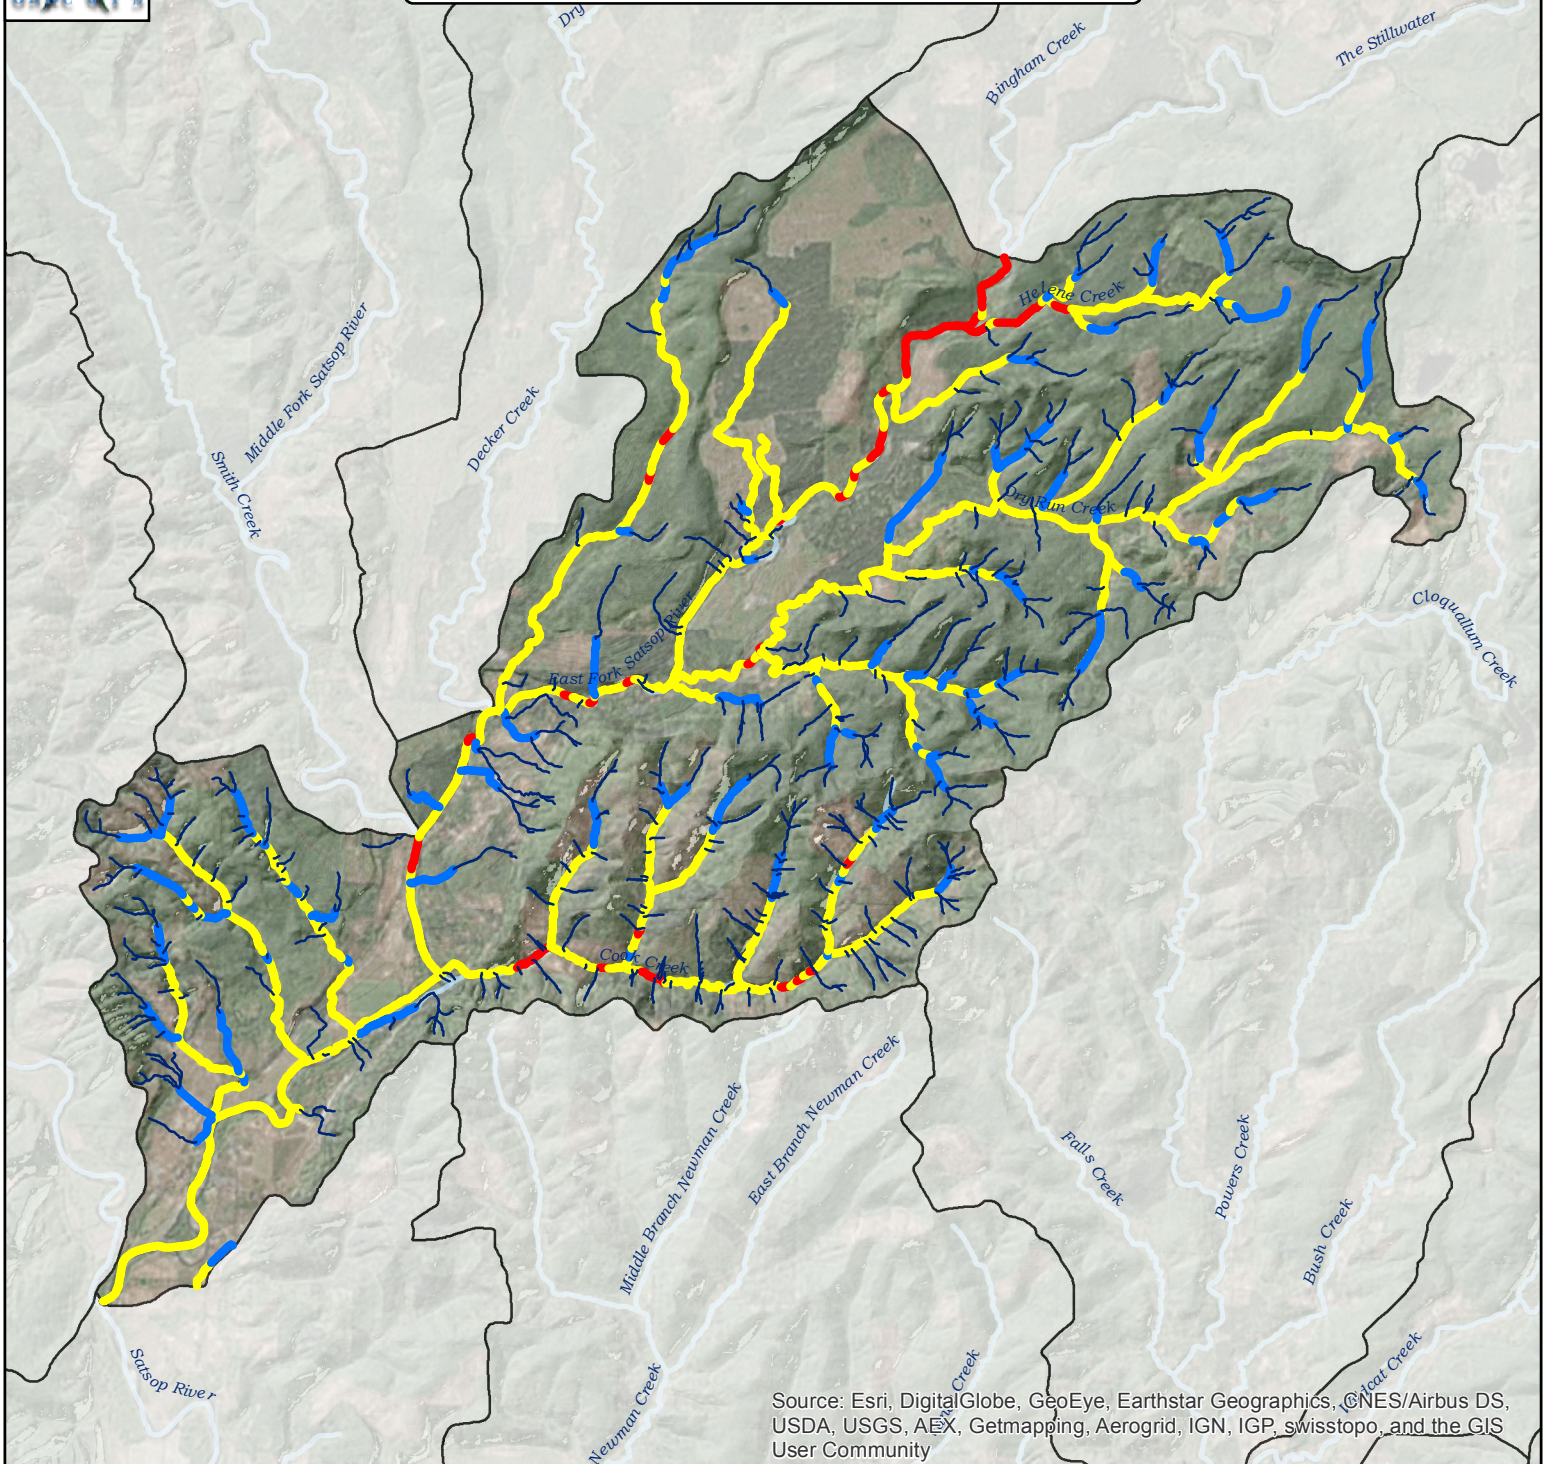 Dry
Bingham Creek
The Stillwater
Helene Creek
Middle Fork Satsop River
Decker Creek
Smith Creek
Dry Run Creek
Cloquallum Creek
East Fork Satsop River
Cook Creek
Middle Branch Newman Creek
East Branch Newman Creek
Falls Creek
Powers Creek
Bush Creek
Satsop River
Newman Creek
Creek
Wildcat Creek
Source: Esri, DigitalGlobe, GeoEye, Earthstar Geographics, CNES/Airbus DS,
USDA, USGS, AEX, Getmapping, Aerogrid, IGN, IGP, swisstopo, and the GIS
User Community